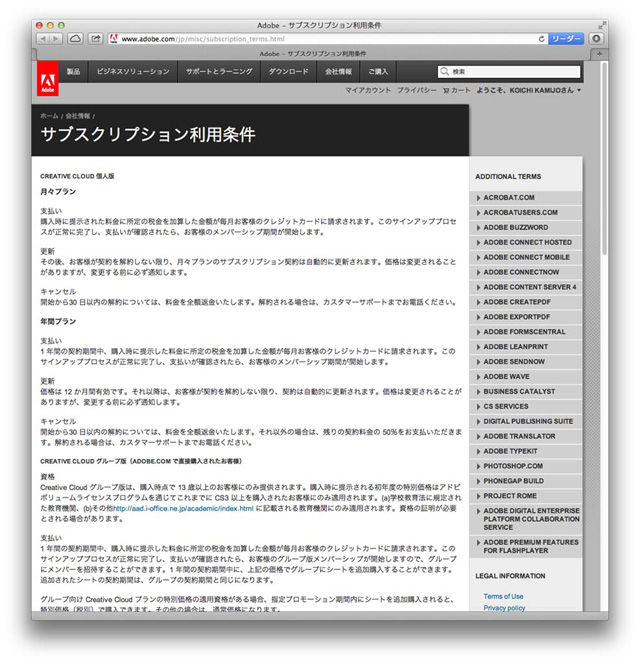 Adobe - サブスクリプション利用条件
www.adobe.com/jp/misc/subscription_terms.html
リーダー
Adobe - サブスクリプション利用条件
Adobe
製品 ビジネスソリューション サポートとラーニング ダウンロード 会社情報 ご購入
検索
マイアカウント プライバシー カート ようこそ、KOICHI KAMIJOさん
ホーム / 会社情報 /
サブスクリプション利用条件
CREATIVE CLOUD 個人版
月々プラン
支払い
購入時に提示された料金に所定の税金を加算した金額が毎月お客様のクレジットカードに請求されます。このサインアッププロセ
スが正常に完了し、支払いが確認されたら、お客様のメンバーシップ期間が開始します。
更新
その後、お客様が契約を解約しない限り、月々プランのサブスクリプション契約は自動的に更新されます。価格は変更されること
がありますが、変更する前に必ず通知します。
キャンセル
開始から30 日以内の解約については、料金を全額返金いたします。解約される場合は、カスタマーサポートまでお電話ください。
年間プラン
支払い
1 年間の契約期間中、購入時に提示した料金に所定の税金を加算した金額が毎月お客様のクレジットカードに請求されます。この
サインアッププロセスが正常に完了し、支払いが確認されたら、お客様のメンバーシップ期間が開始します。
更新
価格は 12 か月間有効です。それ以降は、お客様が契約を解約しない限り、契約は自動的に更新されます。価格は変更されることが
ありますが、変更する前に必ず通知します。
キャンセル
開始から30 日以内の解約については、料金を全額返金いたします。それ以外の場合は、残りの契約料金の 50%をお支払いただきま
す。解約される場合は、カスタマーサポートまでお電話ください。
CREATIVE CLOUD グループ版（ADOBE.COM で直接購入されたお客様）
資格
Creative Cloud グループ版は、購入時点で 13 歳以上のお客様にのみ提供されます。購入時に提示される初年度の特別価格はアドビ
ボリュームライセンスプログラムを通じてこれまでに CS3 以上を購入されたお客様にのみ適用されます。(a)学校教育法に規定され
た教育機関、(b)その他http://aad.i-office.ne.jp/academic/index.html に記載される教育機関にのみ適用されます。資格の証明が必要
とされる場合があります。
支払い
1 年間の契約期間中、購入時に提示された料金に所定の税金を加算した金額が毎月お客様のクレジットカードに請求されます。この
サインアッププロセスが正常に完了し、支払いが確認されたら、お客様のグループ版メンバーシップが開始しますので、グループ
にメンバーを招待することができます。1 年間の契約期間中に、上記の価格でグループにシートを追加購入することができます。
追加されたシートの契約期間は、グループの契約期間と同じになります。
グループ向け Creative Cloud プランの特別価格の適用資格がある場合、指定プロモーション期間内にシートを追加購入されると、
特別価格（税別）で購入できます。その他の場合は、通常価格になります。
ADDITIONAL TERMS
ACROBAT.COM
ACROBATUSERS.COM
ADOBE BUZZWORD
ADOBE CONNECT HOSTED
ADOBE CONNECT MOBILE
ADOBE CONNECTNOW
ADOBE CONTENT SERVER 4
ADOBE CREATEPDF
ADOBE EXPORTPDF
ADOBE FORMSCENTRAL
ADOBE LEANPRINT
ADOBE SENDNOW
ADOBE WAVE
BUSINESS CATALYST
CS SERVICES
DIGITAL PUBLISHING SUITE
ADOBE TRANSLATOR
ADOBE TYPEKIT
PHOTOSHOP.COM
PHONEGAP BUILD
PROJECT ROME
ADOBE DIGITAL ENTERPRISE
PLATFORM COLLABORATION
SERVICE
ADOBE PREMIUM FEATURES
FOR FLASHPLAYER
LEGAL INFORMATION
Terms of Use
Privacy policy